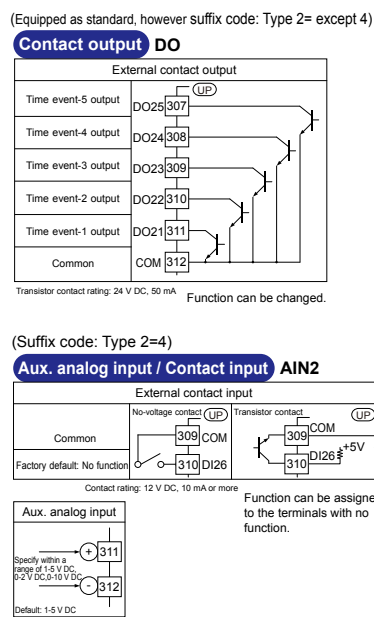 (Equipped as standard, however suffix code: Type 2= except 4)
Contact output DO
External contact output
UP
Time event-5 output DO25 307
Time event-4 output DO24 308
Time event-3 output DO23 309
Time event-2 output DO22 310
Time event-1 output DO21 311
Common COM 312
Transistor contact rating: 24 V DC, 50 mA
Function can be changed.
(Suffix code: Type 2=4)
Aux. analog input / Contact input AIN2
External contact input
No-voltage contact UP Transistor contact UP
Common 309 COM 309 COM
Factory default: No function 310 DI26 310 DI26 +5V
Contact rating: 12 V DC, 10 mA or more
Function can be assigne
to the terminals with no
function.
Aux. analog input
+ 311
Specify within a
range of 1-5 V DC,
0-2 V DC,0-10 V DC
- 312
Default: 1-5 V DC